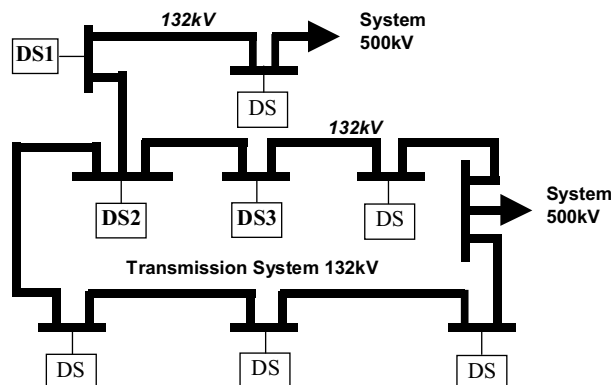 132kV
System
500kV
DS1
DS
132kV
DS2
DS3
DS
System
500kV
Transmission System 132kV
DS
DS
DS